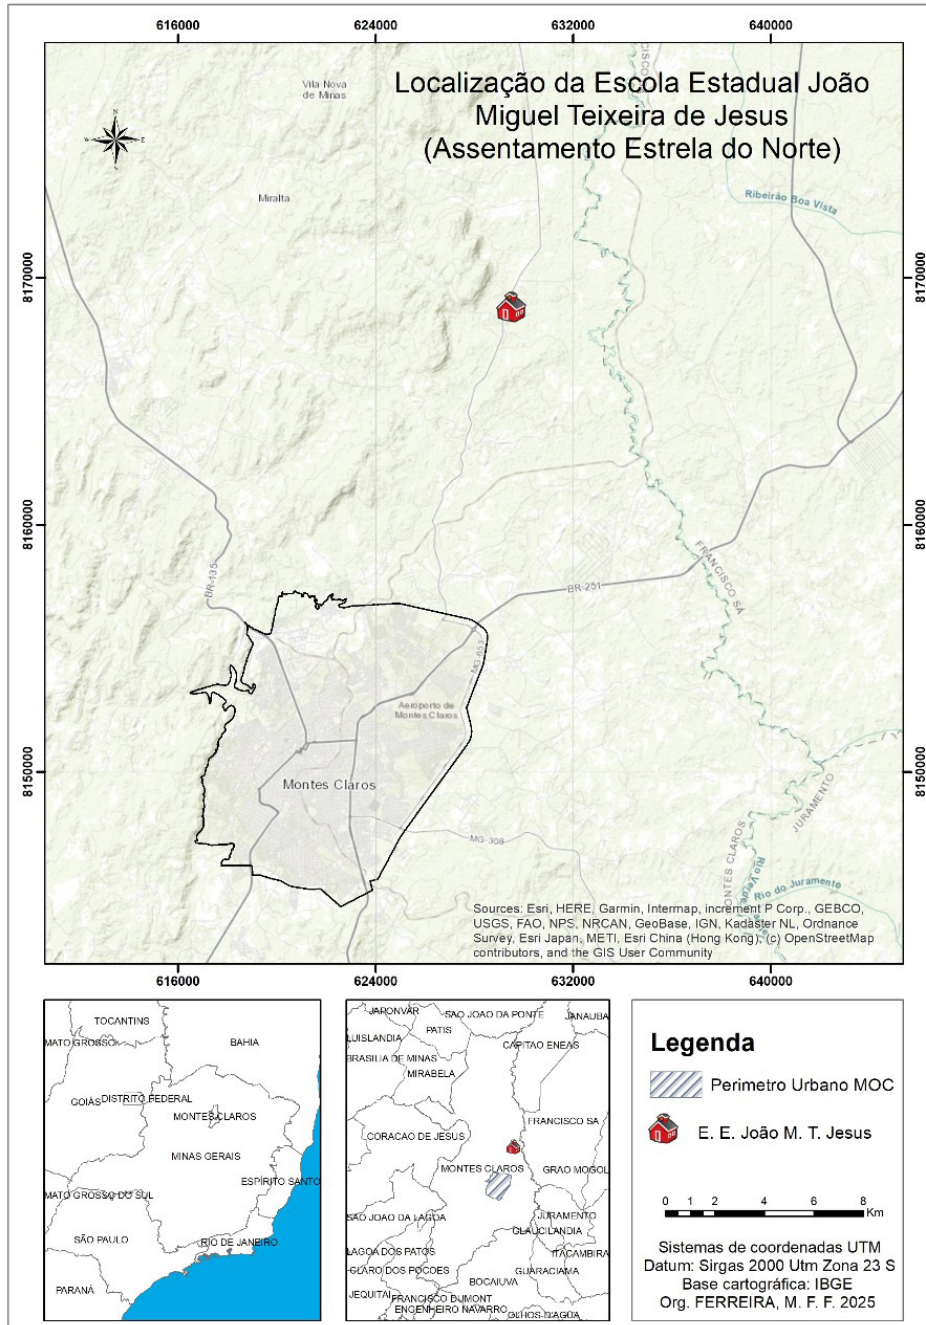 616000 624000 632000 640000
Localização da Escola Estadual João
Miguel Teixeira de Jesus
(Assentamento Estrela do Norte)
Vila Nova
de Minas
Miralta
Ribeirão Boa Vista
8170000
8170000
8160000
8160000
BR-135
BR-251
FRANCISCO SÁ
MG-653
Aeroporto de
Montes Claros
8150000
8150000
Montes Claros
MG-308
JURAMENTO
MONTES CLAROS
Rio Verde
Rio do Juramento
Sources: Esri, HERE, Garmin, Intermap, increment P Corp., GEBCO,
USGS, FAO, NPS, NRCAN, GeoBase, IGN, Kadaster NL, Ordnance
Survey, Esri Japan, METI, Esri China (Hong Kong), (c) OpenStreetMap
contributors, and the GIS User Community
616000 624000 632000 640000
TOCANTINS
MATO GROSSO
BAHIA
GOIÁS
DISTRITO FEDERAL
MONTES CLAROS
MINAS GERAIS
ESPÍRITO SANTO
MATO GROSSO DO SUL
SÃO PAULO
RIO DE JANEIRO
PARANÁ
JAPONVAR
SAO JOAO DA PONTE
JANAUBA
PATIS
LUISLANDIA
CAPITAO ENEAS
BRASILIA DE MINAS
MIRABELA
FRANCISCO SA
CORACAO DE JESUS
MONTES CLAROS
GRAO MOGOL
SAO JOAO DA LAGOA
JURAMENTO
GLAUCILANDIA
LAGOA DOS PATOS
ITACAMBIRA
CLARO DOS POCOES
GUARACIAMA
BOCAIUVA
JEQUITAI
FRANCISCO DUMONT
ENGENHEIRO NAVARRO
OLHOS-D'AGUA
Legenda
Perimetro Urbano MOC
E. E. João M. T. Jesus
0 1 2 4 6 8
Km
Sistemas de coordenadas UTM
Datum: Sirgas 2000 Utm Zona 23 S
Base cartográfica: IBGE
Org. FERREIRA, M. F. F. 2025